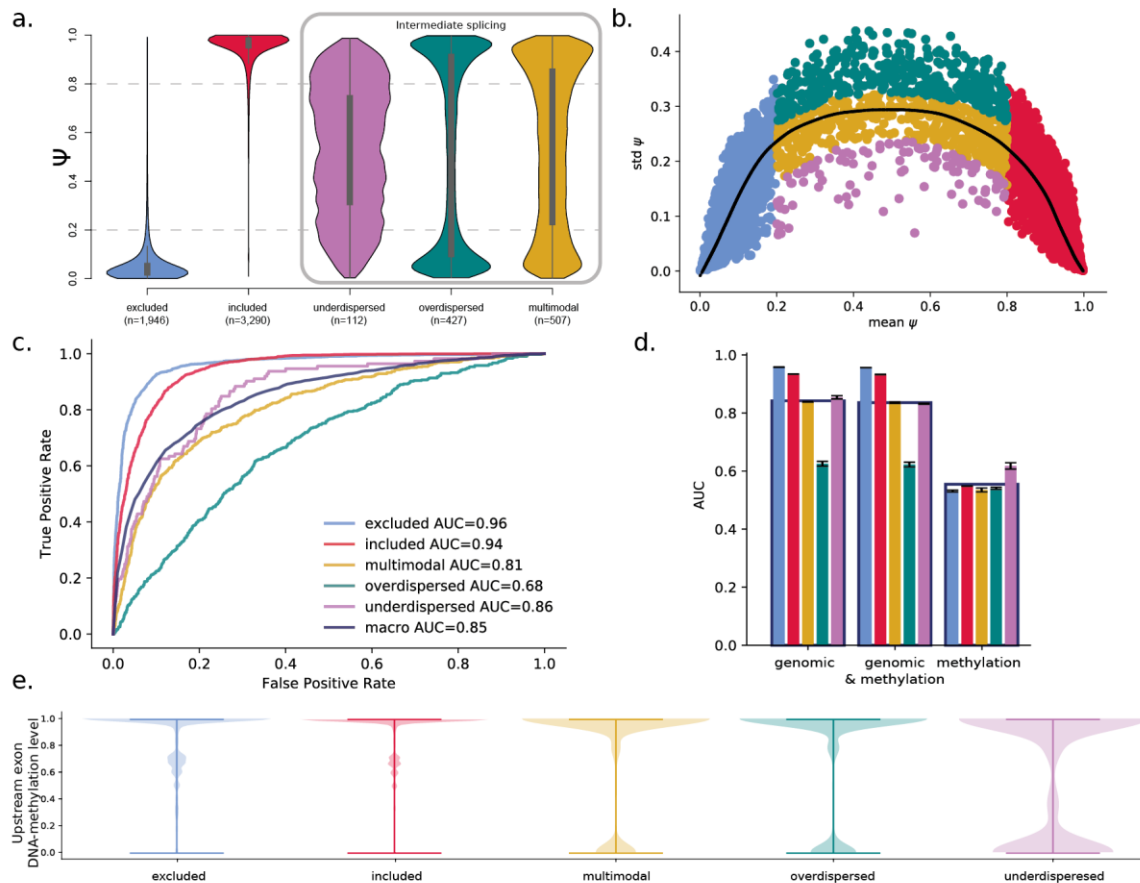 a.
Intermediate splicing
1.0
0.8
0.6
0.4
0.2
0.0
Ψ
excluded
(n=1,946)
included
(n=3,290)
underdispersed
(n=112)
overdispersed
(n=427)
multimodal
(n=507)
b.
0.4
0.3
0.2
0.1
0.0
std ψ
0.0 0.2 0.4 0.6 0.8 1.0
mean ψ
c.
1.0
0.8
0.6
0.4
0.2
0.0
True Positive Rate
excluded AUC=0.96
included AUC=0.94
multimodal AUC=0.81
overdispersed AUC=0.68
underdispersed AUC=0.86
macro AUC=0.85
0.0 0.2 0.4 0.6 0.8 1.0
False Positive Rate
d.
1.0
0.8
0.6
0.4
0.2
0.0
AUC
genomic
genomic
& methylation
methylation
e.
1.0
0.8
0.6
0.4
0.2
0.0
Upstream exon
DNA-methylation level
excluded included multimodal overdispersed underdisperesed